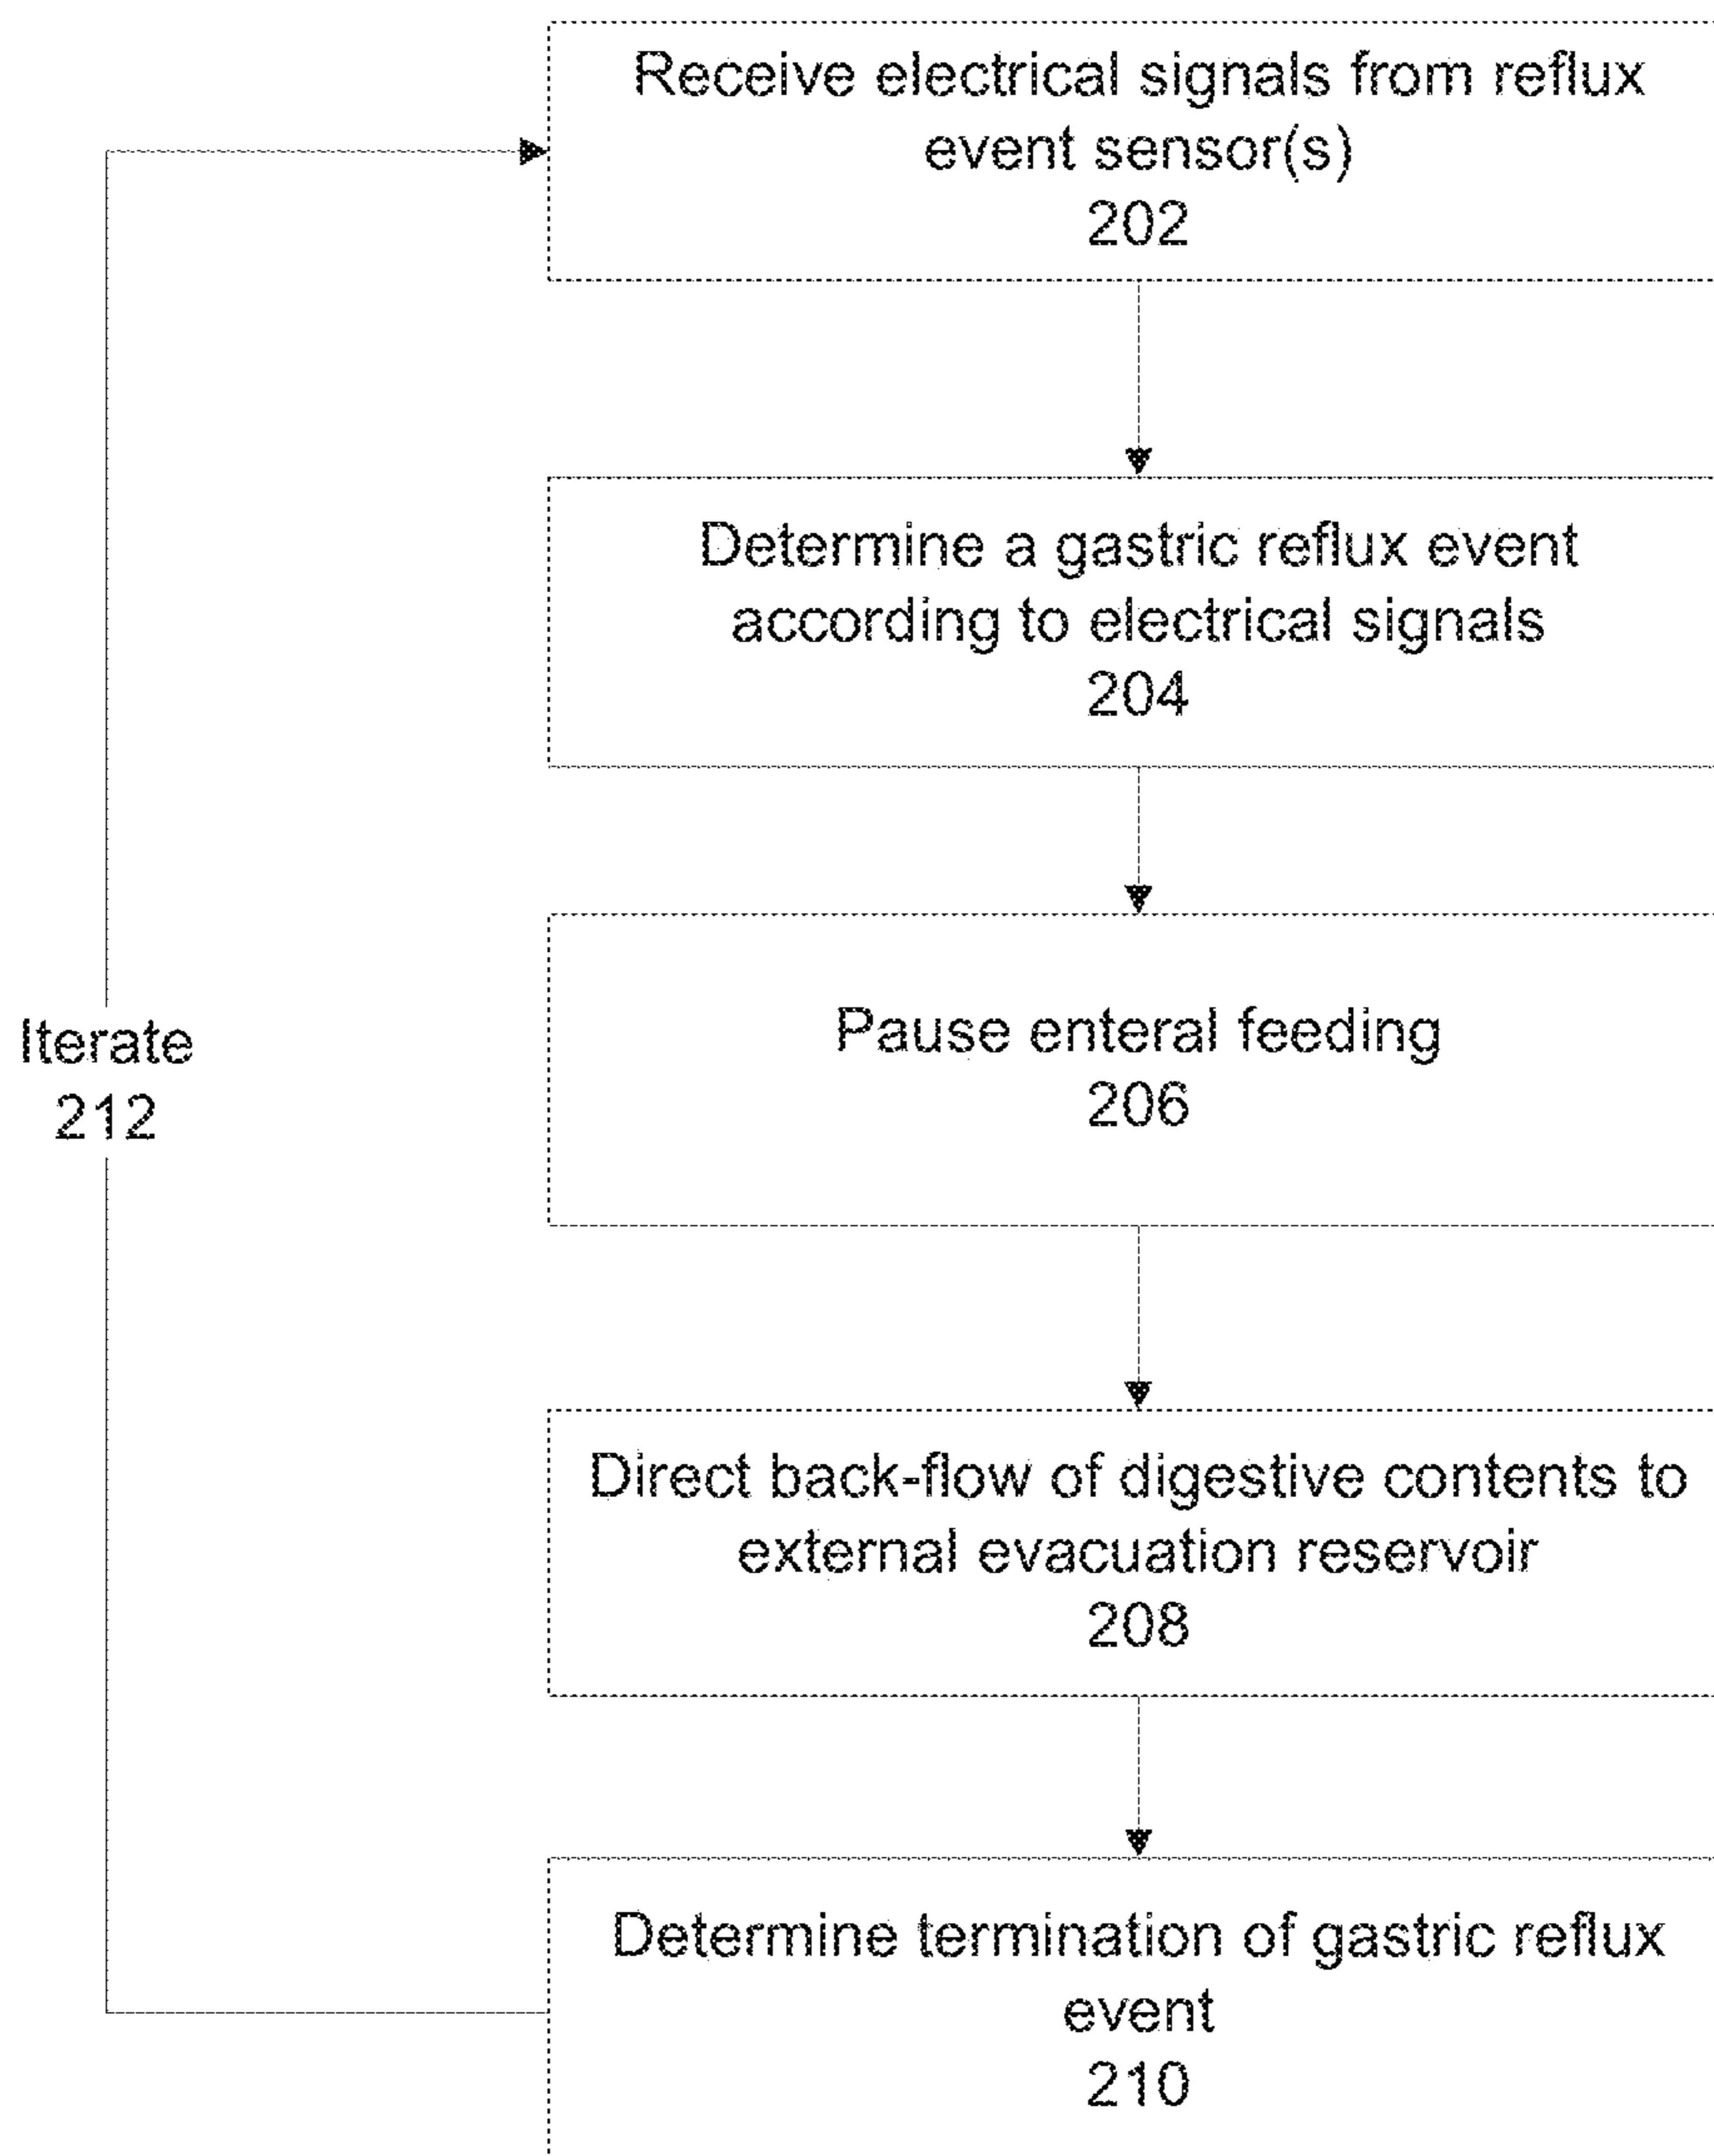 Receive electrical signals from reflux
event sensor(s)
202
Determine a gastric reflux event
according to electrical signals
204
Pause enteral feeding
206
Iterate
212
Direct back-flow of digestive contents to
external evacuation reservoir
208
Determine termination of gastric reflux
event
210